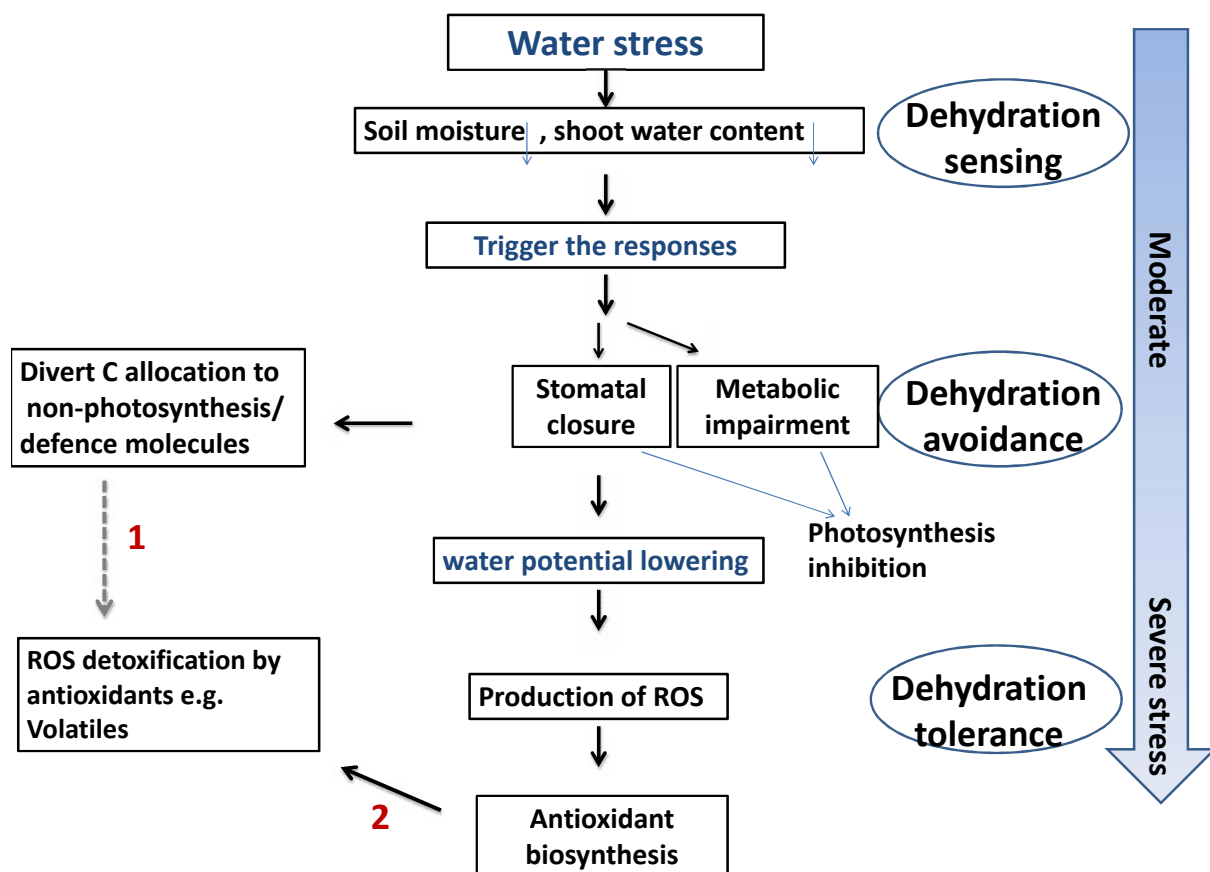 Water stress
Soil moisture , shoot water content
Dehydration
sensing
Trigger the responses
Moderate
Divert C allocation to
non-photosynthesis/
defence molecules
Stomatal
closure
Metabolic
impairment
Dehydration
avoidance
1
Photosynthesis
inhibition
water potential lowering
Severe stress
ROS detoxification by
antioxidants e.g.
Volatiles
Production of ROS
Dehydration
tolerance
2
Antioxidant
biosynthesis